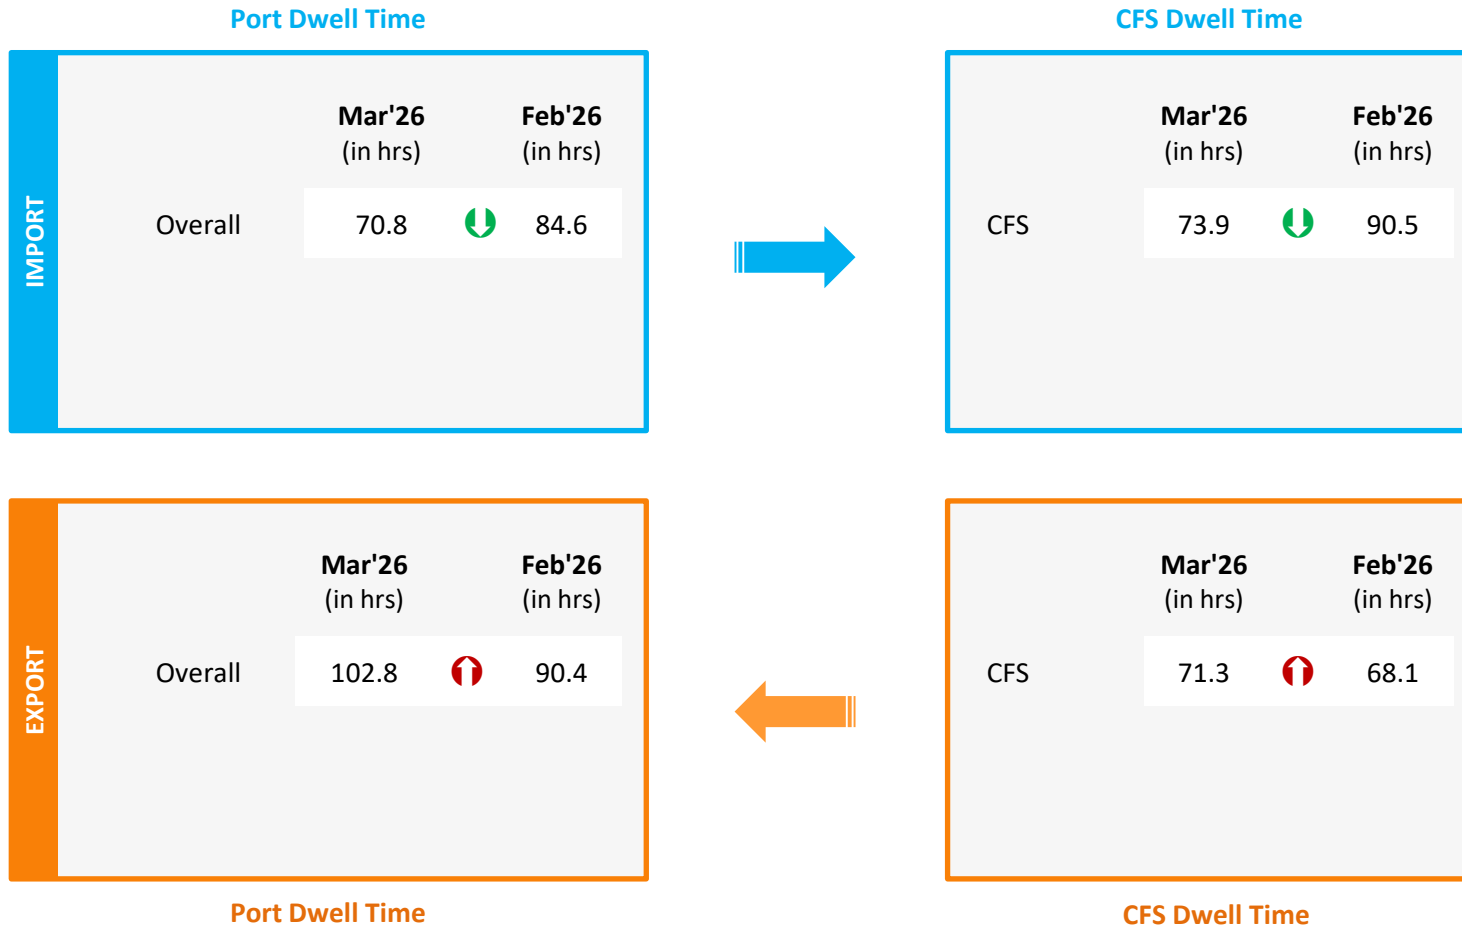 Port Dwell Time
CFS Dwell Time
IMPORT
Mar'26 Feb'26
(in hrs) (in hrs)
Overall 70.8 84.6
Mar'26 Feb'26
(in hrs) (in hrs)
CFS 73.9 90.5
EXPORT
Mar'26 Feb'26
(in hrs) (in hrs)
Overall 102.8 90.4
Mar'26 Feb'26
(in hrs) (in hrs)
CFS 71.3 68.1
Port Dwell Time
CFS Dwell Time